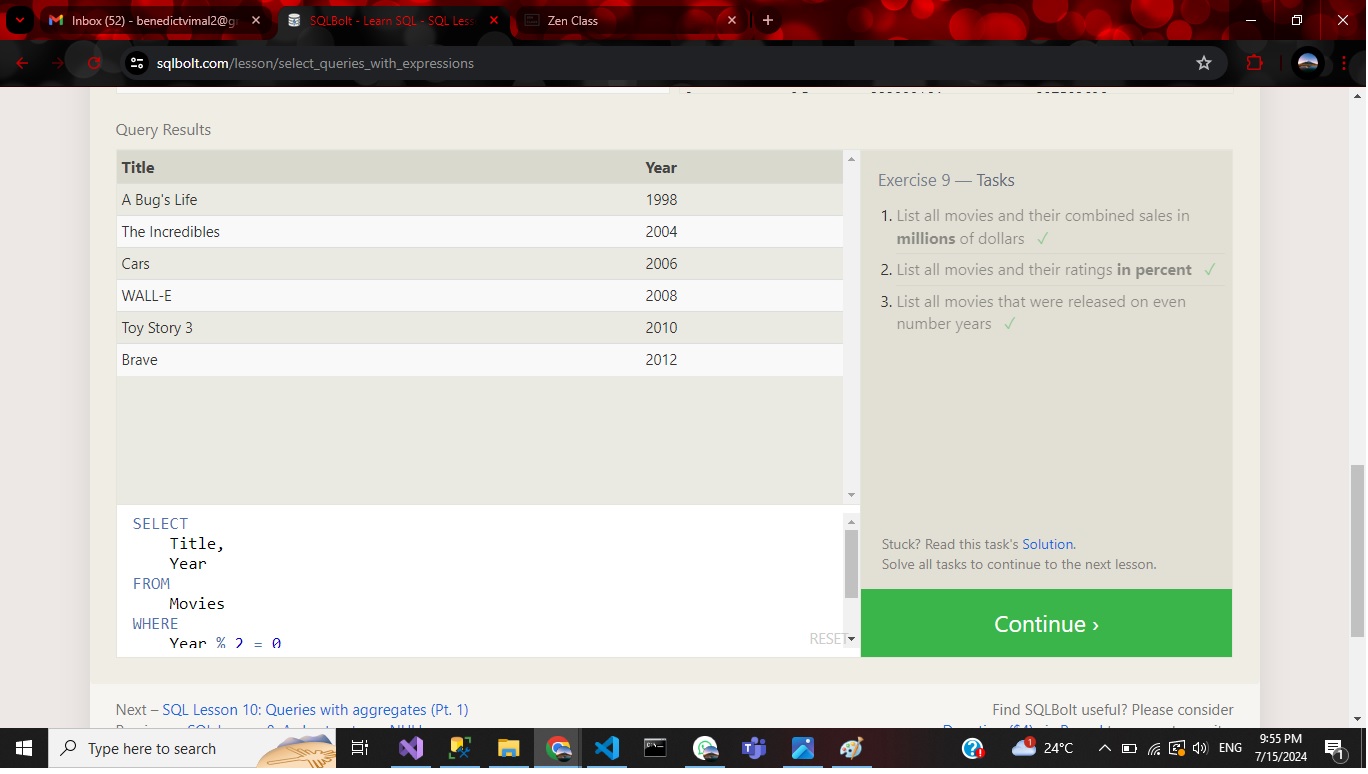 Inbox (52) - benedictvimal2@g
SQLBolt - Learn SQL - SQL Less
Zen Class
sqlbolt.com/lesson/select_queries_with_expressions
Query Results
Title Year
A Bug's Life 1998
The Incredibles 2004
Cars 2006
WALL-E 2008
Toy Story 3 2010
Brave 2012
Exercise 9 — Tasks
1. List all movies and their combined sales in
millions of dollars ✓
2. List all movies and their ratings in percent ✓
3. List all movies that were released on even
number years ✓
Stuck? Read this task's Solution.
Solve all tasks to continue to the next lesson.
Continue ›
SELECT
Title,
Year
FROM
Movies
WHERE
Year % 2 = 0
RESET
Next – SQL Lesson 10: Queries with aggregates (Pt. 1)
Find SQLBolt useful? Please consider
Type here to search
24°C
ENG
9:55 PM
7/15/2024
1